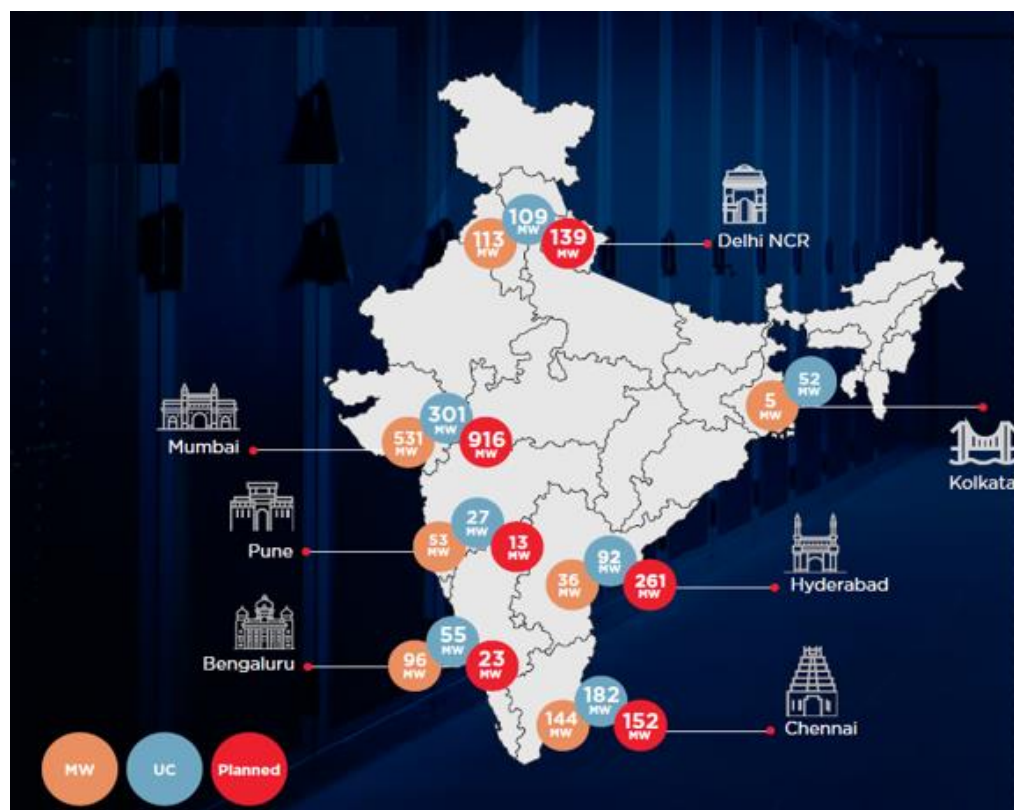 109
MW
113
MW
139
MW
Delhi NCR
52
MW
5
MW
Kolkata
301
MW
531
MW
916
MW
Mumbai
27
MW
53
MW
13
MW
Pune
92
MW
36
MW
261
MW
Hyderabad
55
MW
96
MW
23
MW
Bengaluru
182
MW
144
MW
152
MW
Chennai
MW
UC
Planned